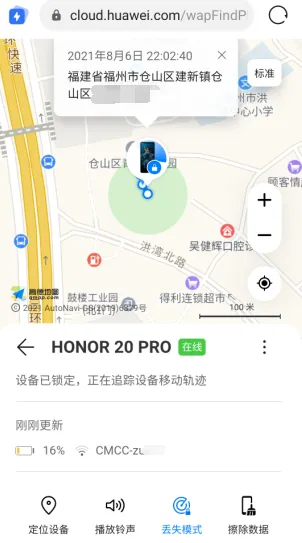 cloud.huawei.com/wapFindP
2021年8月6日 22:02:40
福建省福州市仓山区建新镇仓
山区
标准
环
快
速
州市洪
中心小学
仓山区
园
顾客情
洪湾北路
吴健辉口腔
鼓楼工业园
得利连锁超市
高德地图
© 2021 AutoNavi-GS(2019)6379号
环
100 米
HONOR 20 PRO
在线
设备已锁定，正在追踪设备移动轨迹
刚刚更新
16%
CMCC-zu
定位设备
播放铃声
丢失模式
擦除数据